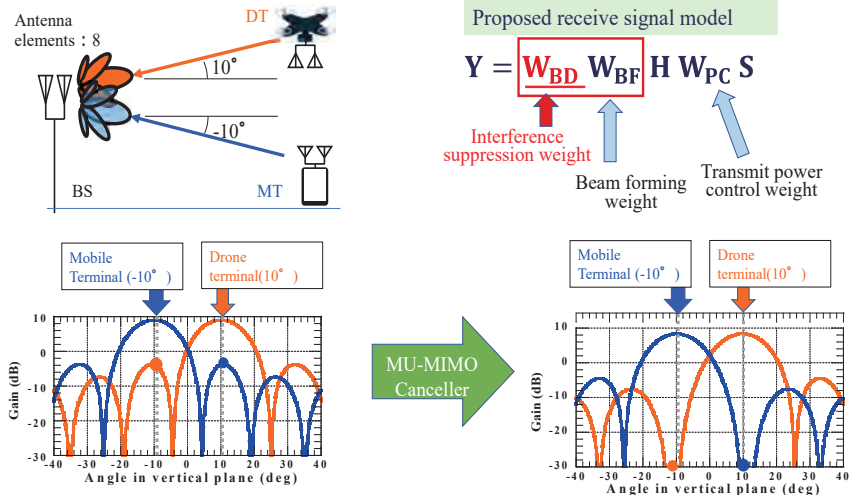 Antenna
elements：8
DT
10°
-10°
BS
MT
Proposed receive signal model
Y = W_BD W_BF H W_PC S
Interference
suppression weight
Beam forming
weight
Transmit power
control weight
Mobile
Terminal (-10° )
Drone
terminal(10° )
10
0
-10
-20
-30
Gain (dB)
-40 -30 -20 -10 0 10 20 30 40
Angle in vertical plane (deg)
MU-MIMO
Canceller
Mobile
Terminal (-10° )
Drone
terminal(10° )
10
0
-10
-20
-30
Gain (dB)
-40 -30 -20 -10 0 10 20 30 40
Angle in vertical plane (deg)